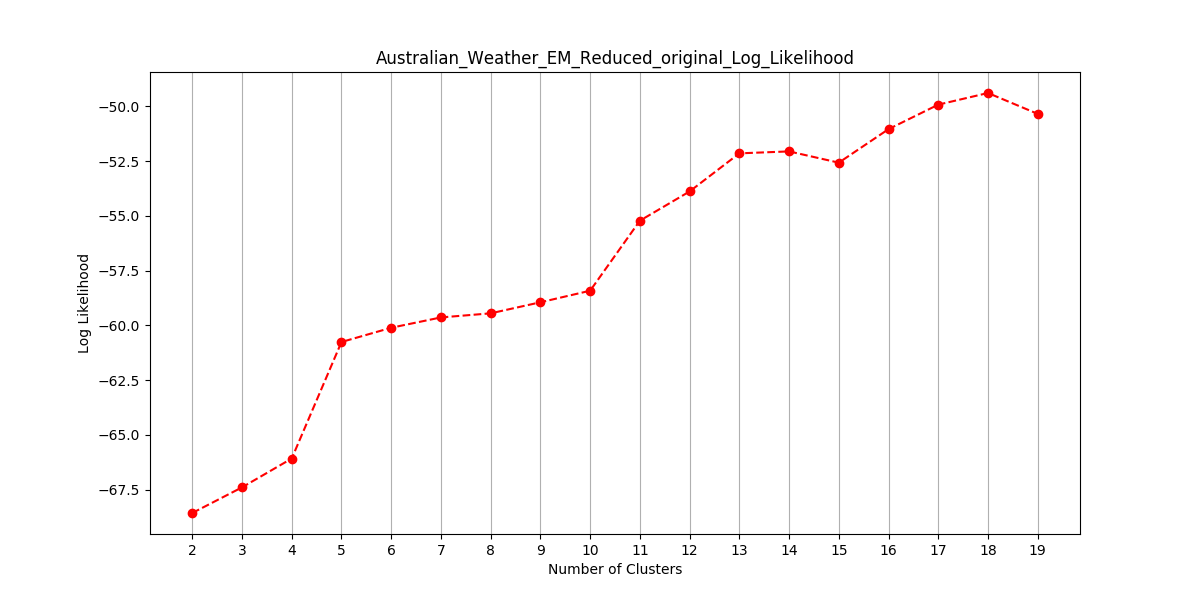 Australian_Weather_EM_Reduced_original_Log_Likelihood
Log Likelihood
−50.0
−52.5
−55.0
−57.5
−60.0
−62.5
−65.0
−67.5
2 3 4 5 6 7 8 9 10 11 12 13 14 15 16 17 18 19
Number of Clusters